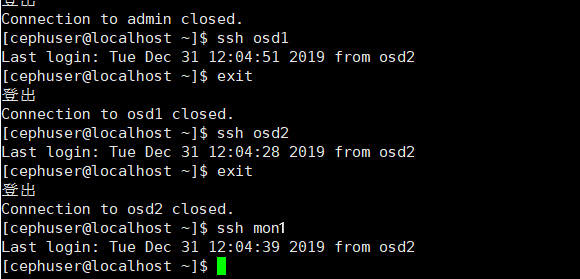 登出
Connection to admin closed.
[cephuser@localhost ~]$ ssh osd1
Last login: Tue Dec 31 12:04:51 2019 from osd2
[cephuser@localhost ~]$ exit
登出
Connection to osd1 closed.
[cephuser@localhost ~]$ ssh osd2
Last login: Tue Dec 31 12:04:28 2019 from osd2
[cephuser@localhost ~]$ exit
登出
Connection to osd2 closed.
[cephuser@localhost ~]$ ssh mon1
Last login: Tue Dec 31 12:04:39 2019 from osd2
[cephuser@localhost ~]$